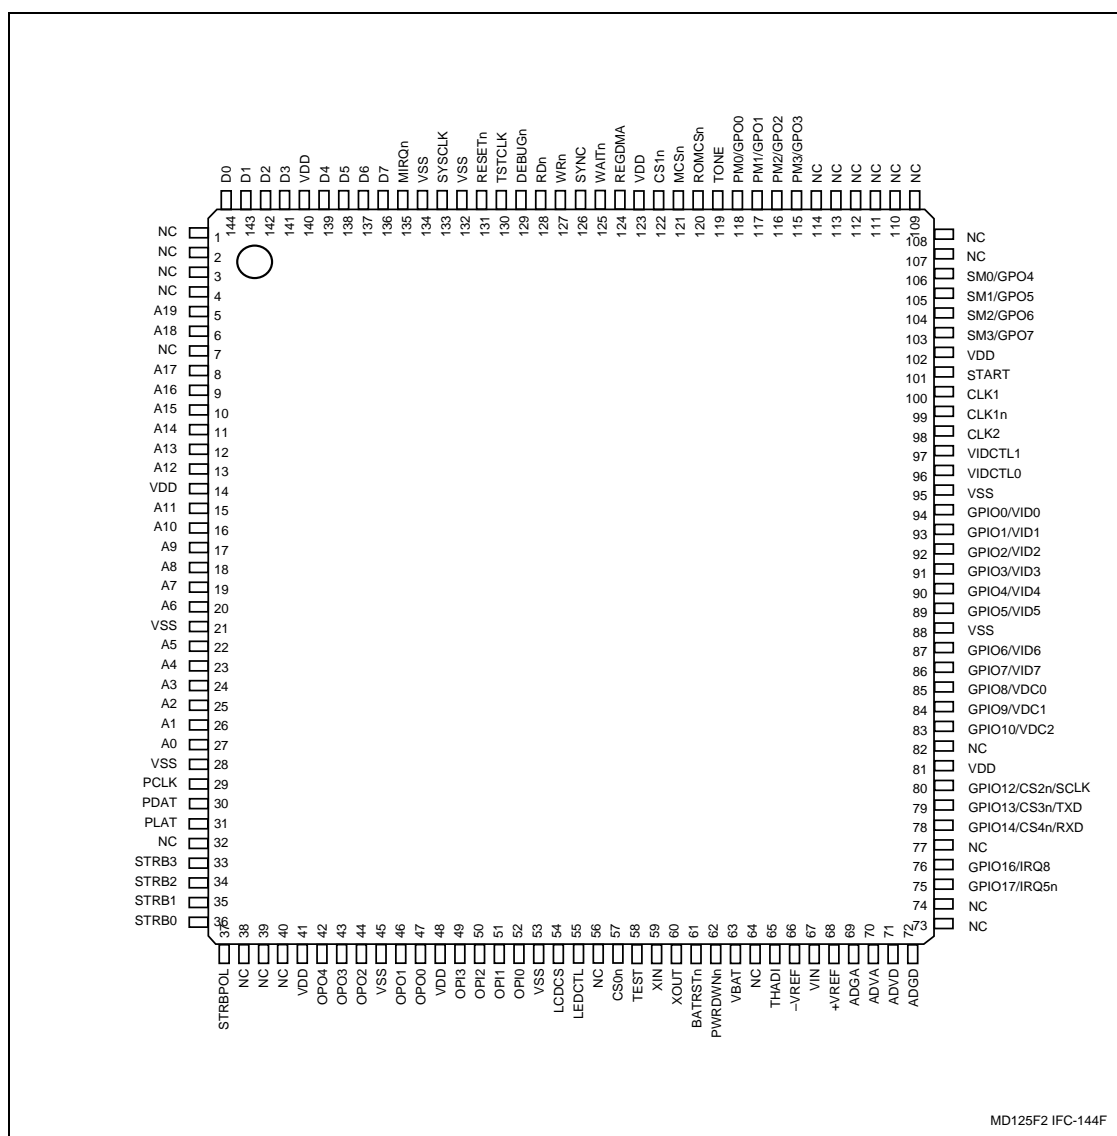 D0 D1 D2 D3 VDD D4 D5 D6 D7 MIRQn VSS SYSCLK VSS RESETn TSTCLK DEBUGn RDn WRn SYNC WAITn REGDMA VDD CS1n MCSn ROMCSn TONE PM0/GPO0 PM1/GPO1 PM2/GPO2 PM3/GPO3 NC NC NC NC NC NC
144 143 142 141 140 139 138 137 136 135 134 133 132 131 130 129 128 127 126 125 124 123 122 121 120 119 118 117 116 115 114 113 112 111 110 109
NC 1 108 NC
NC 2 107 NC
NC 3 106 SM0/GPO4
NC 4 105 SM1/GPO5
A19 5 104 SM2/GPO6
A18 6 103 SM3/GPO7
NC 7 102 VDD
A17 8 101 START
A16 9 100 CLK1
A15 10 99 CLK1n
A14 11 98 CLK2
A13 12 97 VIDCTL1
A12 13 96 VIDCTL0
VDD 14 95 VSS
A11 15 94 GPIO0/VID0
A10 16 93 GPIO1/VID1
A9 17 92 GPIO2/VID2
A8 18 91 GPIO3/VID3
A7 19 90 GPIO4/VID4
A6 20 89 GPIO5/VID5
VSS 21 88 VSS
A5 22 87 GPIO6/VID6
A4 23 86 GPIO7/VID7
A3 24 85 GPIO8/VDC0
A2 25 84 GPIO9/VDC1
A1 26 83 GPIO10/VDC2
A0 27 82 NC
VSS 28 81 VDD
PCLK 29 80 GPIO12/CS2n/SCLK
PDAT 30 79 GPIO13/CS3n/TXD
PLAT 31 78 GPIO14/CS4n/RXD
NC 32 77 NC
STRB3 33 76 GPIO16/IRQ8
STRB2 34 75 GPIO17/IRQ5n
STRB1 35 74 NC
STRB0 36 73 NC
37 38 39 40 41 42 43 44 45 46 47 48 49 50 51 52 53 54 55 56 57 58 59 60 61 62 63 64 65 66 67 68 69 70 71 72
STRBPOL NC NC NC VDD OPO4 OPO3 OPO2 VSS OPO1 OPO0 VDD OPI3 OPI2 OPI1 OPI0 VSS LCDCS LEDCTL NC CS0n TEST XIN XOUT BATRSTn PWRDWNn VBAT NC THADI –VREF VIN +VREF ADGA ADVA ADVD ADGD
MD125F2 IFC-144F